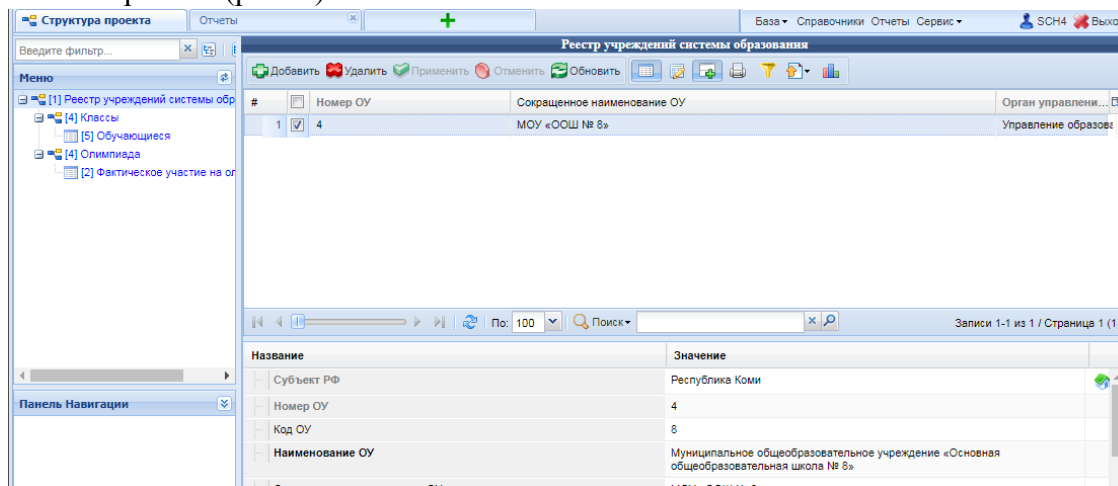 Структура проекта Отчеты База Справочники Отчеты Сервис SCH4 Выхо
Введите фильтр... Реестр учреждений системы образования
Меню Добавить Удалить Применить Отменить Обновить
[1] Реестр учреждений системы обр # Номер ОУ Сокращенное наименование ОУ Орган управлени...
[4] Классы 1 4 МОУ «ООШ № 8» Управление образова
[5] Обучающиеся
[4] Олимпиада
[2] Фактическое участие на ол
По: 100 Поиск Записи 1-1 из 1 / Страница 1 (1
Название Значение
Субъект РФ Республика Коми
Панель Навигации Номер ОУ 4
Код ОУ 8
Наименование ОУ Муниципальное общеобразовательное учреждение «Основная
общеобразовательная школа № 8»